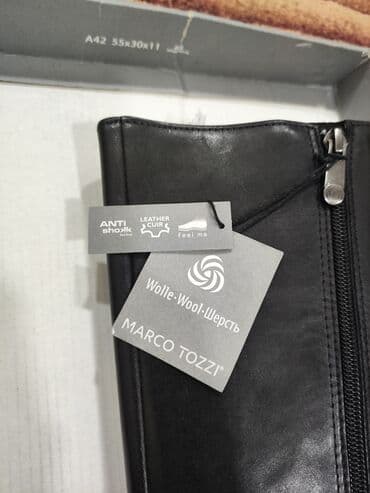 A42 55x30x11
ANTI
shokk
LEATHER
CUIR
feel me
Wolle·Wool·Шерсть
MARCO TOZZI®